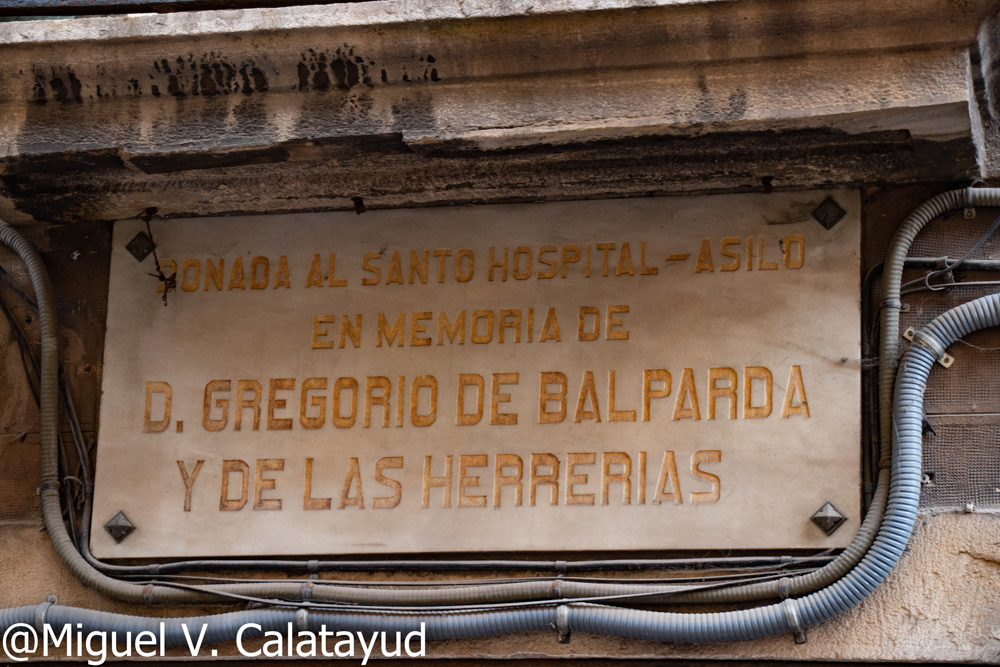 DONADA AL SANTO HOSPITAL-ASILO
EN MEMORIA DE
D. GREGORIO DE BALPARDA
Y DE LAS HERRERIAS
@Miguel V. Calatayud